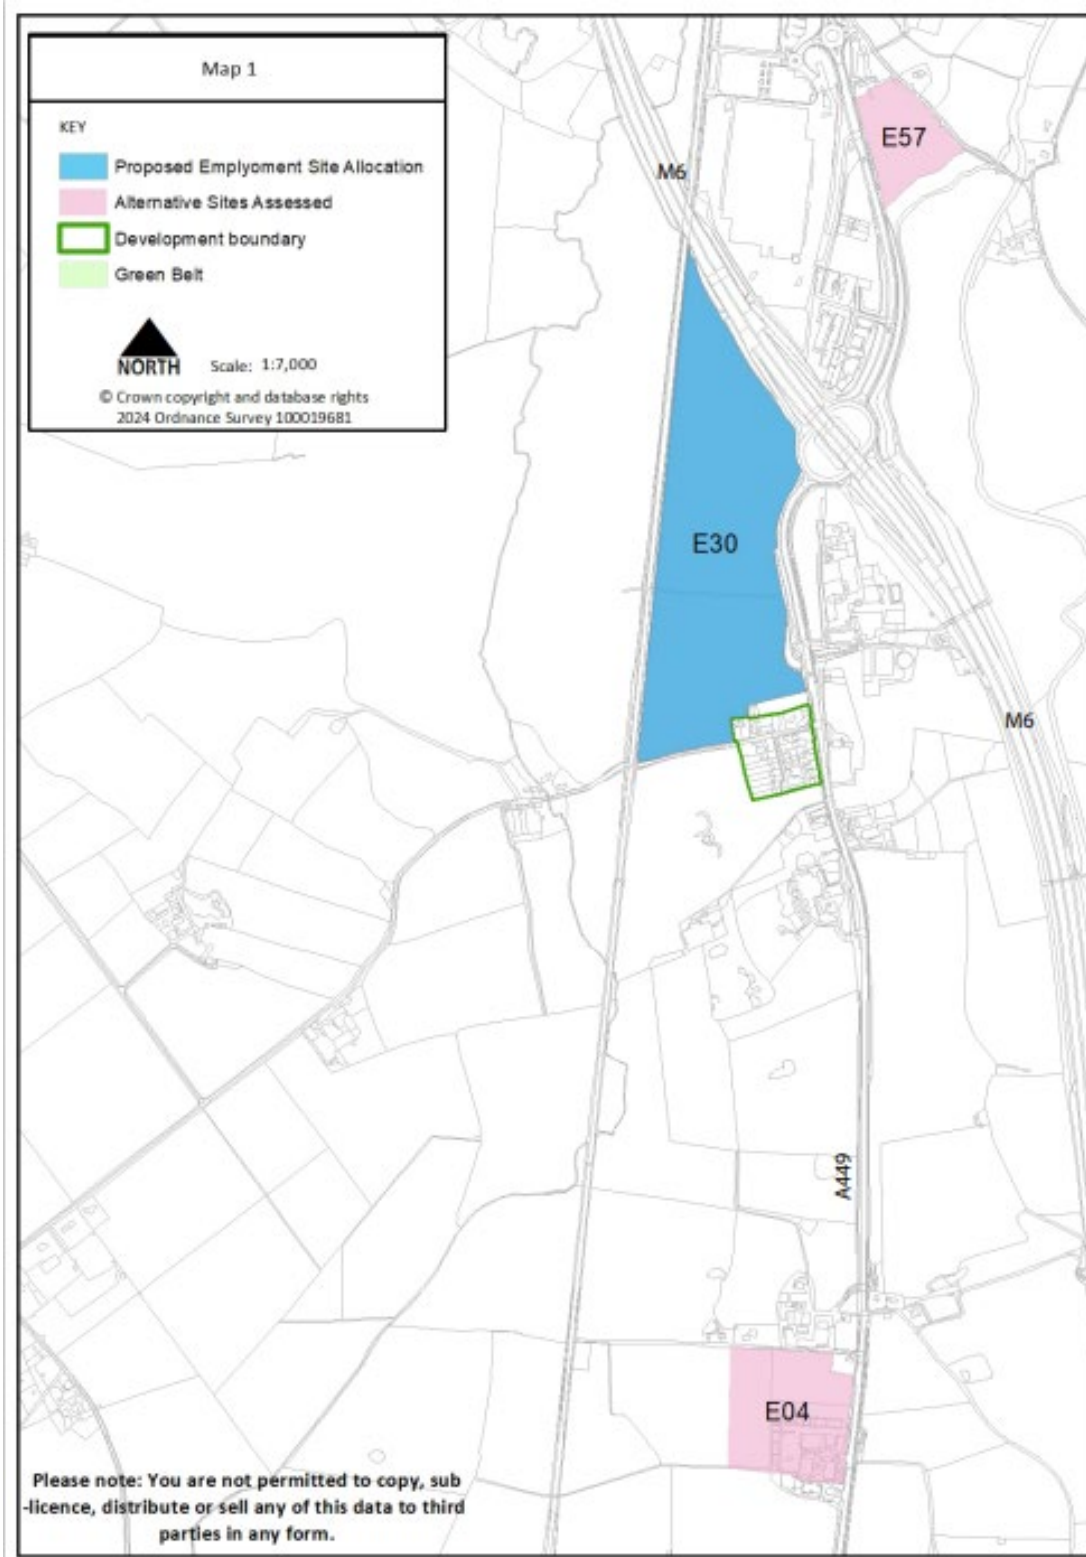 Map 1
KEY
Proposed Emplyoment Site Allocation
Alternative Sites Assessed
Development boundary
Green Belt
NORTH
Scale: 1:7,000
© Crown copyright and database rights
2024 Ordnance Survey 100019681
M6
E57
E30
M6
A449
E04
Please note: You are not permitted to copy, sub
-licence, distribute or sell any of this data to third
parties in any form.